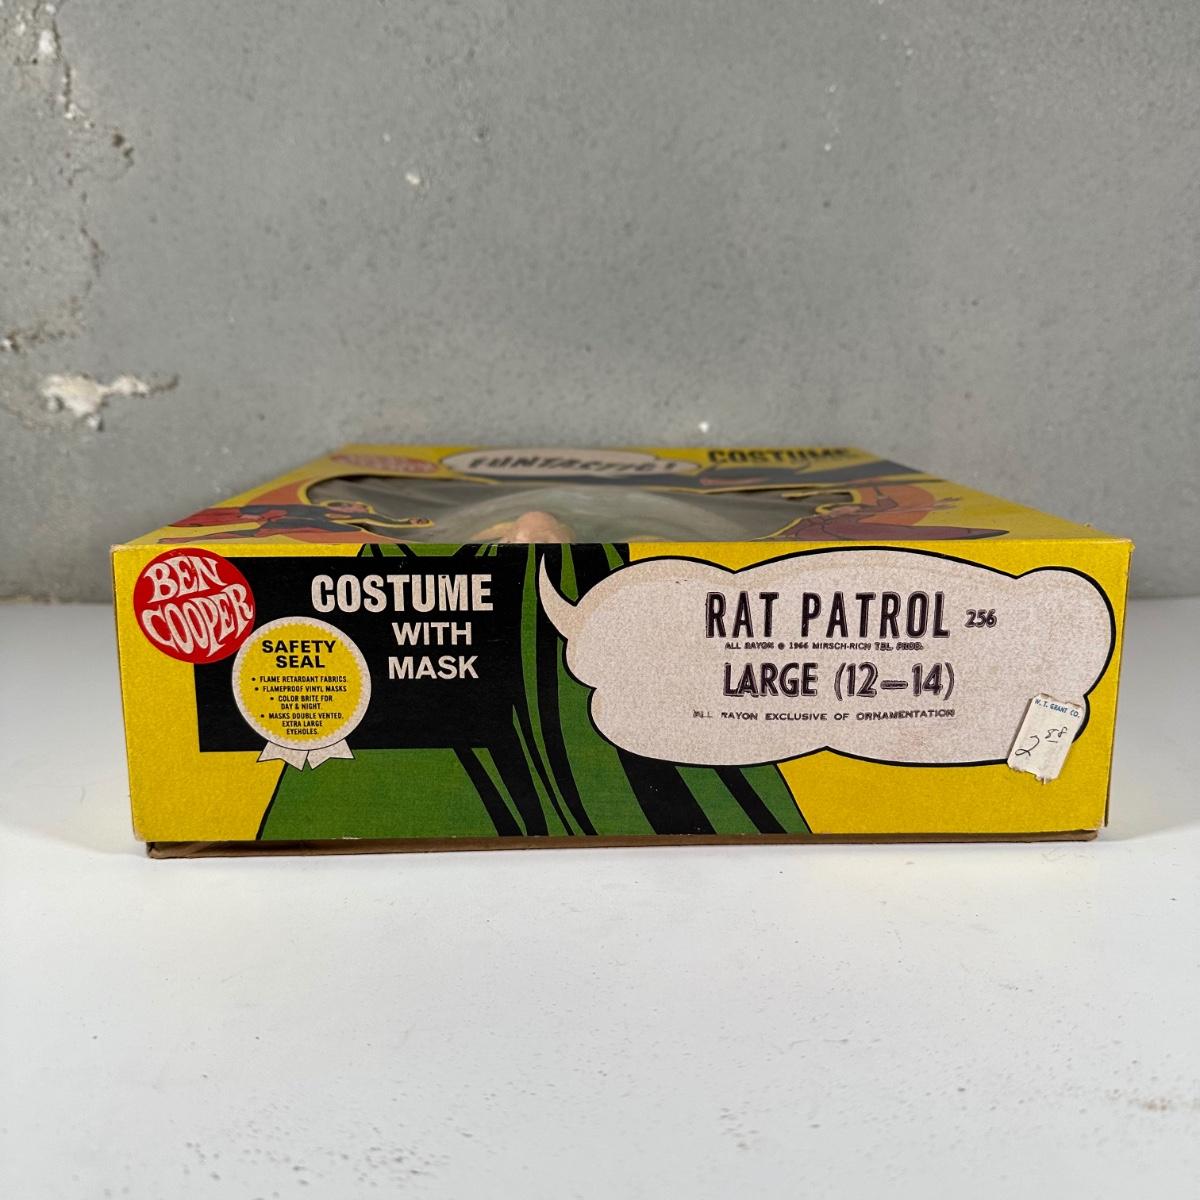 FUNTASTIC!
COSTUME
BEN
COOPER
COSTUME
WITH
MASK
SAFETY
SEAL
• FLAME RETARDANT FABRICS.
• FLAMEPROOF VINYL MASKS
• COLOR BRITE FOR
DAY & NIGHT.
• MASKS DOUBLE VENTED.
EXTRA LARGE
EYEHOLES.
RAT PATROL 256
ALL RAYON © 1966 MIRSCH-RICH TEL. PROD.
LARGE (12-14)
ALL RAYON EXCLUSIVE OF ORNAMENTATION
W. T. GRANT CO.
2 88